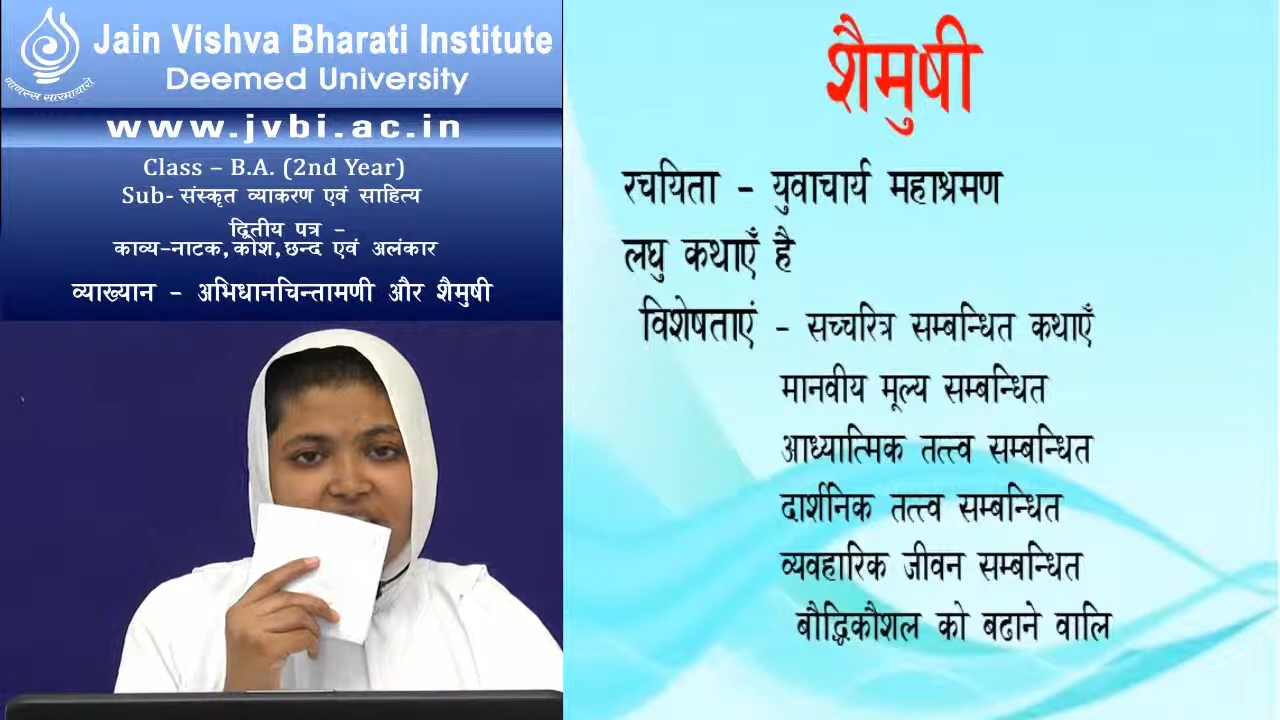 Jain Vishva Bharati Institute
Deemed University
णाणस्स सारमायारो
www.jvbi.ac.in
Class – B.A. (2nd Year)
Sub- संस्कृत व्याकरण एवं साहित्य
द्वितीय पत्र –
काव्य-नाटक, कोश, छन्द एवं अलंकार
व्याख्यान - अभिधानचिन्तामणी और शैमुषी
शैमुषी
रचयिता - युवाचार्य महाश्रमण
लघु कथाएँ है
विशेषताएं - सच्चरित्र सम्बन्धित कथाएँ
मानवीय मूल्य सम्बन्धित
आध्यात्मिक तत्त्व सम्बन्धित
दार्शनिक तत्त्व सम्बन्धित
व्यवहारिक जीवन सम्बन्धित
बौद्धिकौशल को बढाने वालि